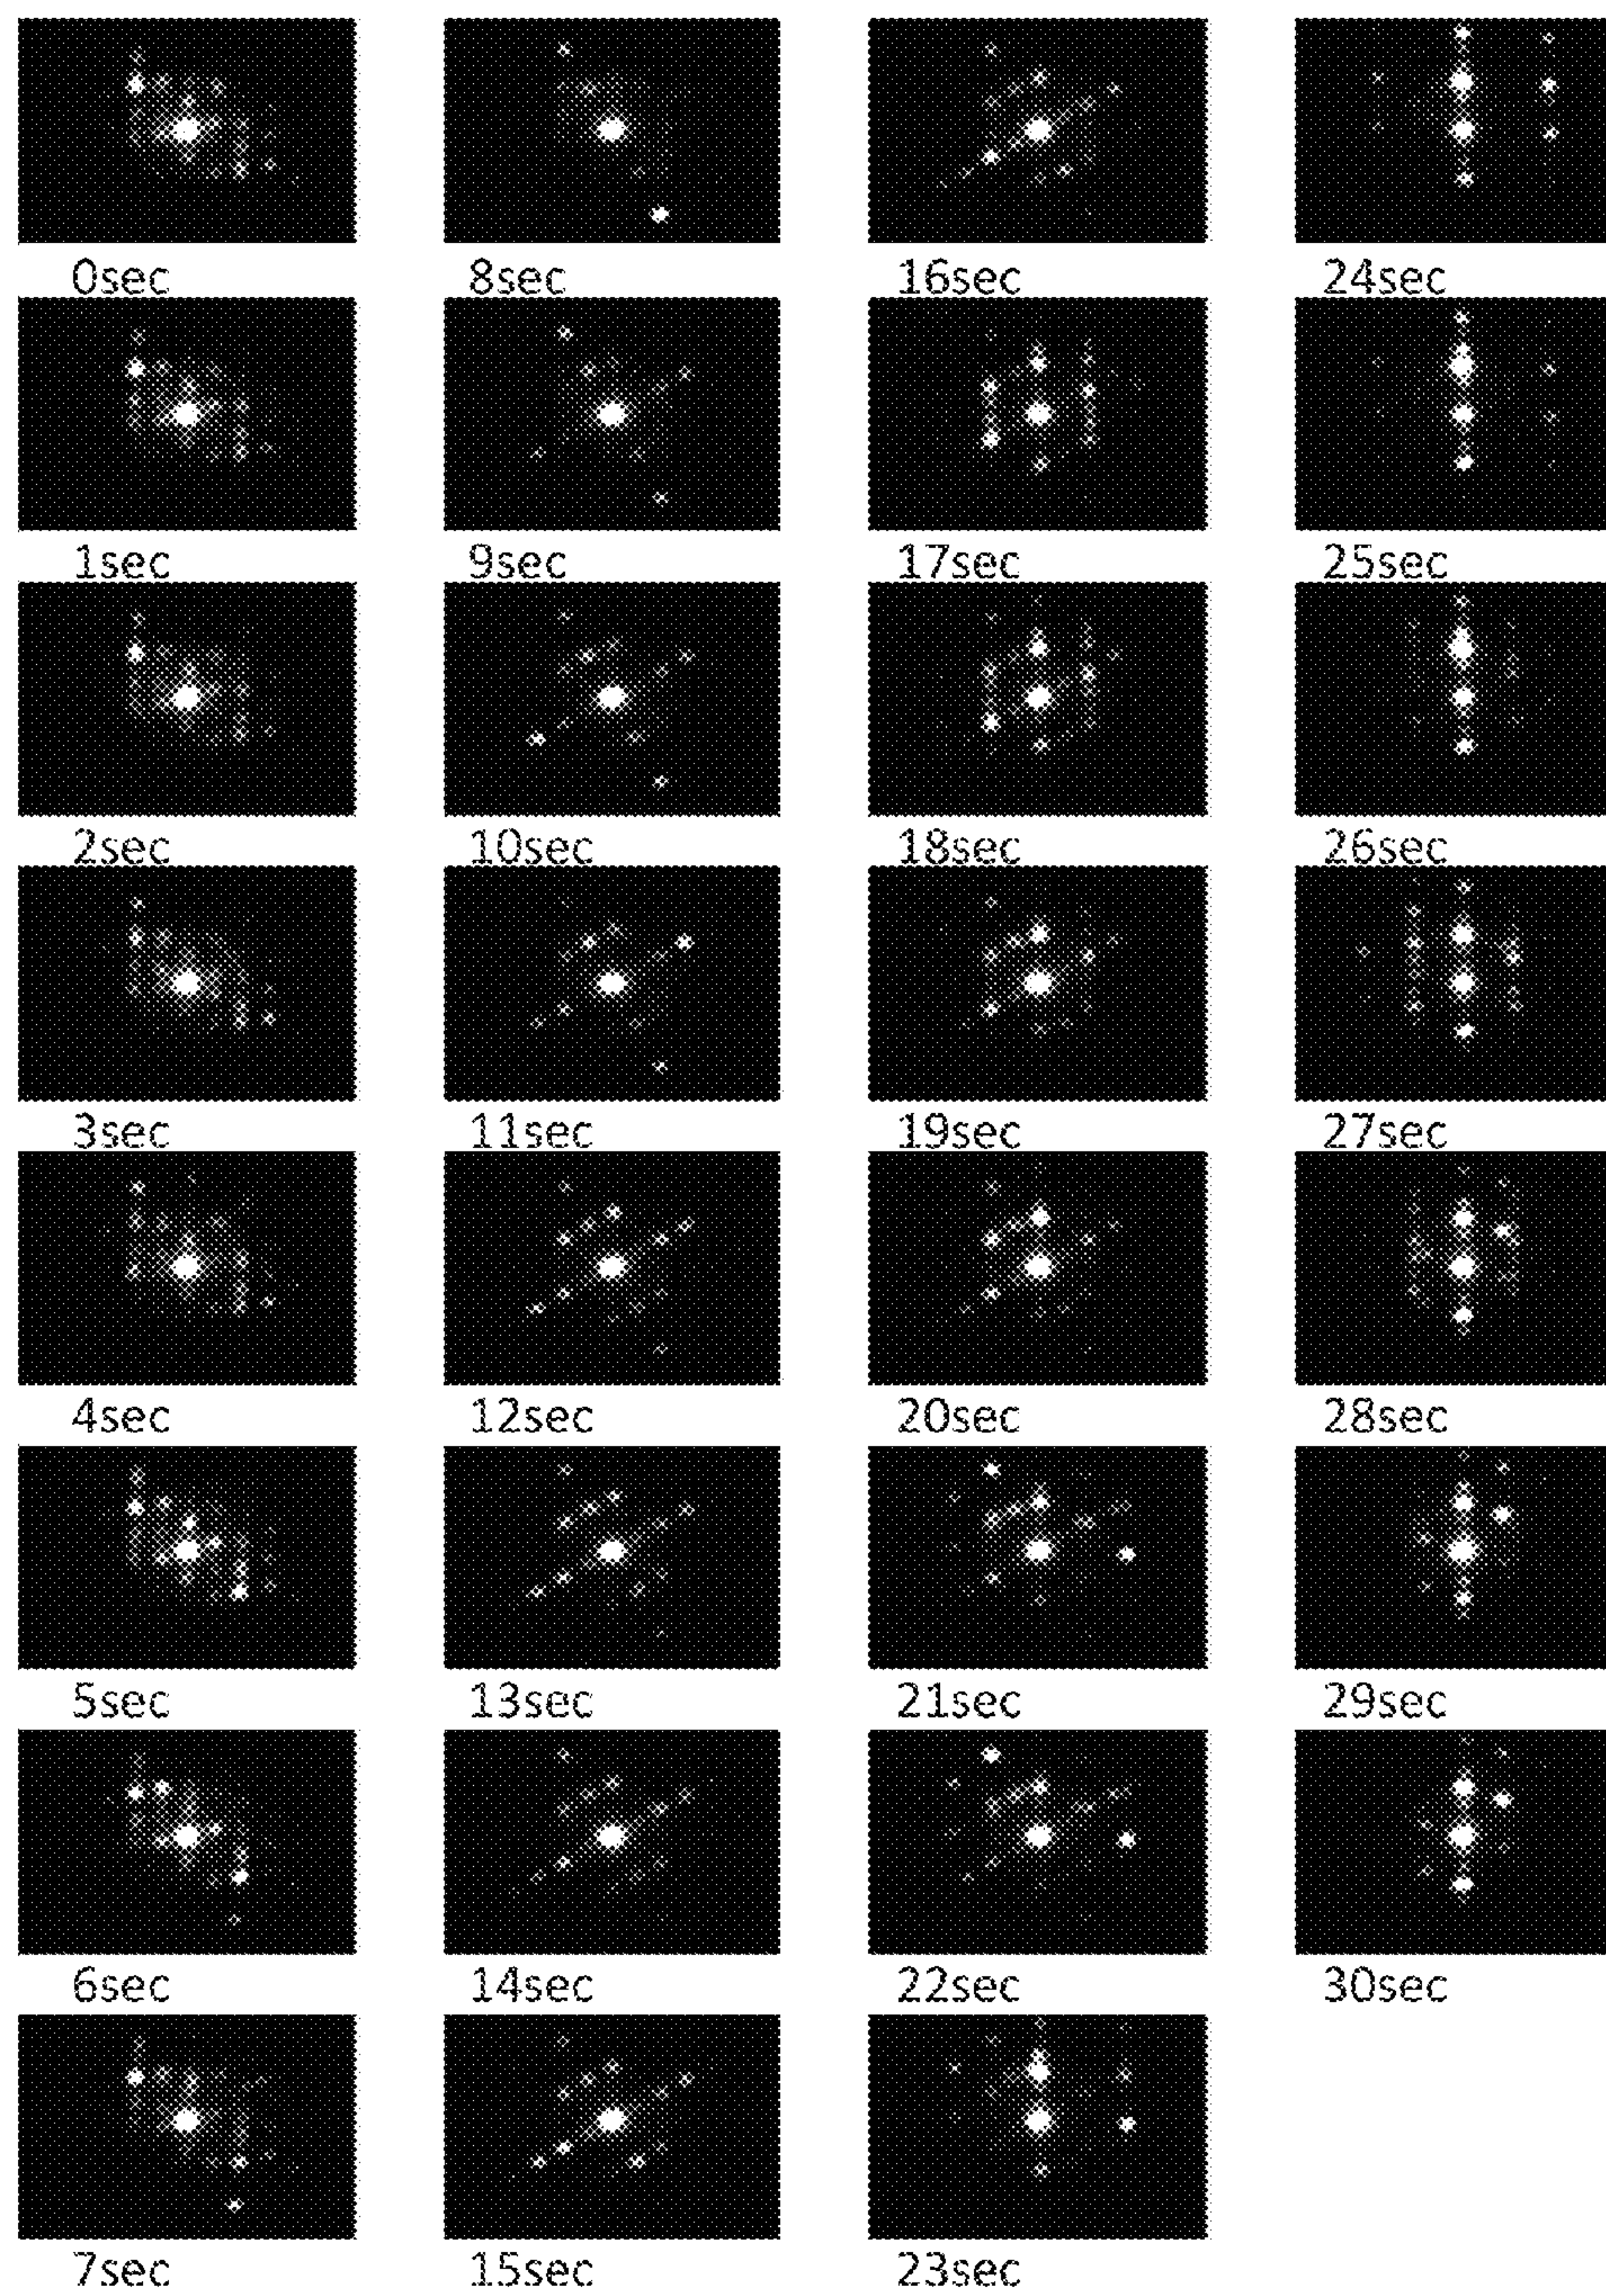 0sec 8sec 16sec 24sec
1sec 9sec 17sec 25sec
2sec 10sec 18sec 26sec
3sec 11sec 19sec 27sec
4sec 12sec 20sec 28sec
5sec 13sec 21sec 29sec
6sec 14sec 22sec 30sec
7sec 15sec 23sec